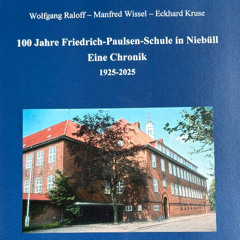 Wolfgang Raloff – Manfred Wissel – Eckhard Kruse
100 Jahre Friedrich-Paulsen-Schule in Niebüll
Eine Chronik
1925-2025